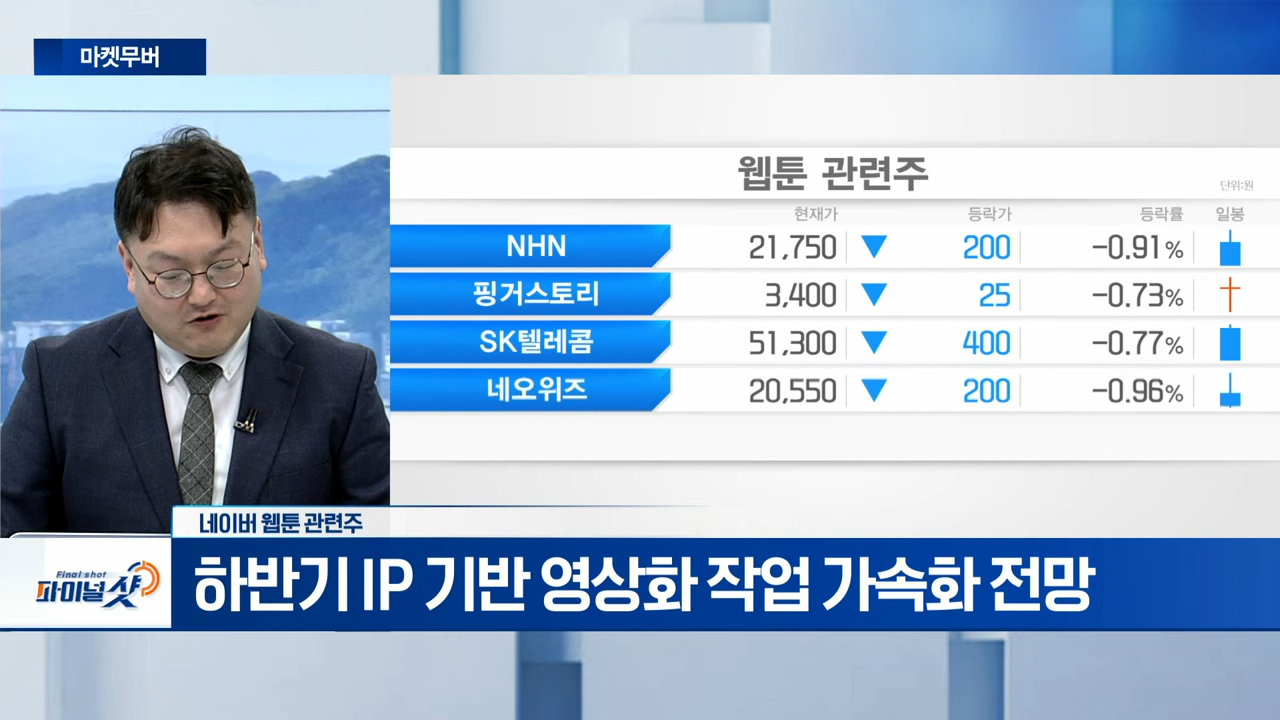 마켓무버
웹툰 관련주
단위:원
현재가 등락가 등락률 일봉
NHN 21,750 ▼ 200 -0.91%
핑거스토리 3,400 ▼ 25 -0.73%
SK텔레콤 51,300 ▼ 400 -0.77%
네오위즈 20,550 ▼ 200 -0.96%
네이버 웹툰 관련주
Final shot
파이널샷
하반기 IP 기반 영상화 작업 가속화 전망